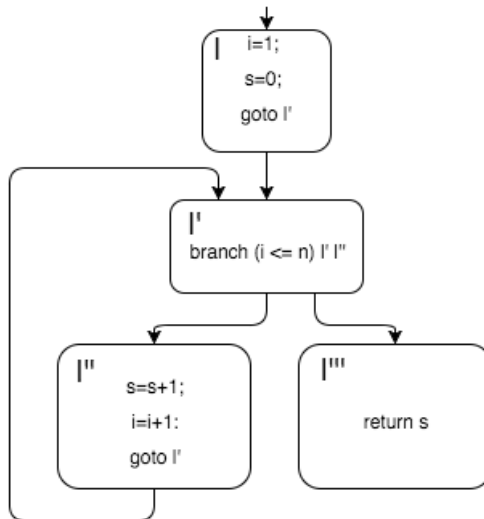 l
i=1;
s=0;
goto l'
l'
branch (i <= n) l' l''
l''
s=s+1;
i=i+1:
goto l'
l'''
return s